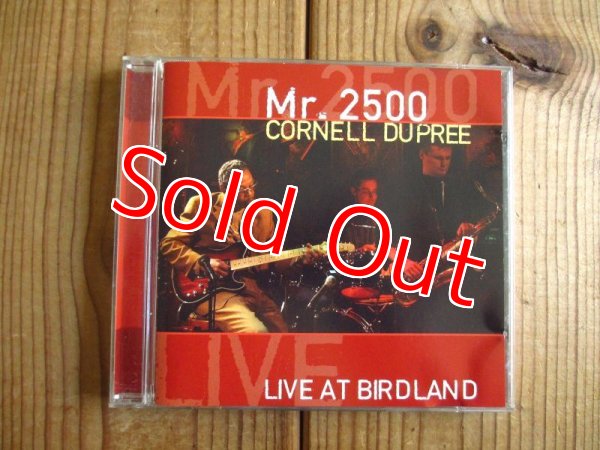 Mr. 2500
Mr. 2500
CORNELL DUPREE
Sold Out
LIVE
LIVE AT BIRDLAND